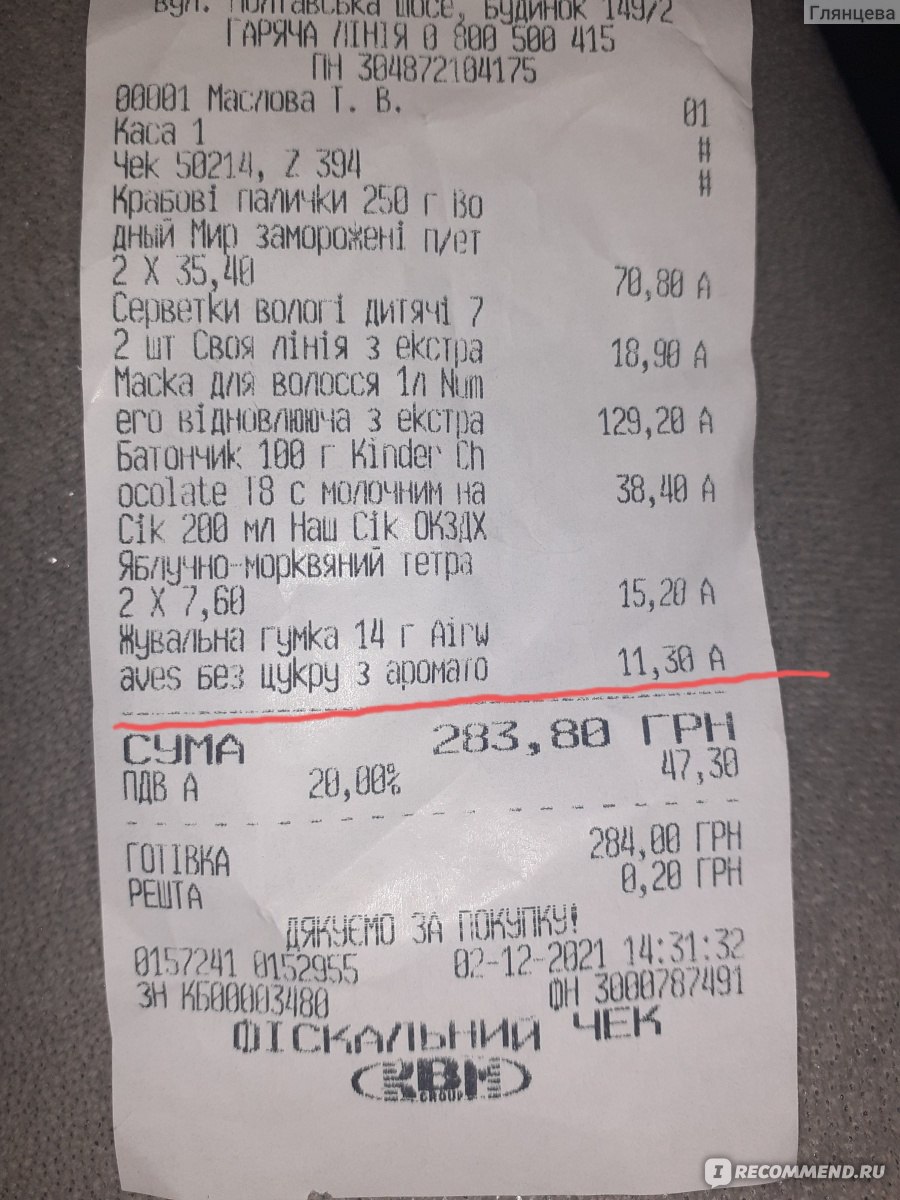 Глянцева
вул. Полтавська шосе, будинок 149/2
ГАРЯЧА ЛІНІЯ 0 800 500 415
ПН 304872104175
00001 Маслова Т. В. 01
Каса 1 #
Чек 50214, Z 394 #
Крабові палички 250 г Во
дный Мир заморожені п/ет
2 X 35,40 70,80 А
Серветки вологі дитячі 7
2 шт Своя лінія з екстра 18,90 А
Маска для волосся 1л Num
ero відновлююча з екстра 129,20 А
Батончик 100 г Kinder Ch
ocolate T8 с молочним на 38,40 А
Сік 200 мл Наш Сік ОКЗДХ
Яблучно-морквяний тетра
2 X 7,60 15,20 А
Жувальна гумка 14 г Airw
aves без цукру з аромато 11,30 А
СУМА 283,80 ГРН
ПДВ А 20,00% 47,30
ГОТІВКА 284,00 ГРН
РЕШТА 0,20 ГРН
ДЯКУЄМО ЗА ПОКУПКУ!
0157241 0152955 02-12-2021 14:31:32
ЗН КБ00003480 ФН 3000787491
ФІСКАЛЬНИЙ ЧЕК
KBM
GROUP
IRECOMMEND.RU